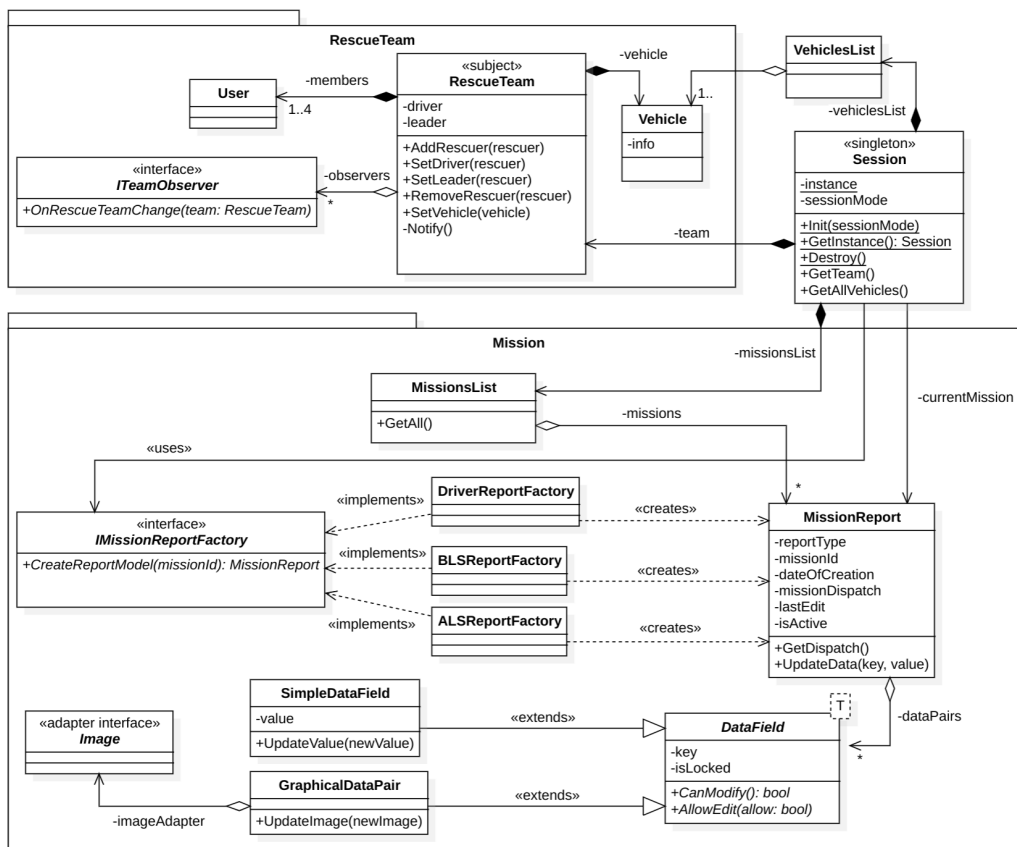 RescueTeam
User
-members
1..4
«subject»
RescueTeam
-driver
-leader
+AddRescuer(rescuer)
+SetDriver(rescuer)
+SetLeader(rescuer)
+RemoveRescuer(rescuer)
+SetVehicle(vehicle)
-Notify()
-vehicle
Vehicle
-info
1..
VehiclesList
-vehiclesList
«interface»
ITeamObserver
+OnRescueTeamChange(team: RescueTeam)
-observers
*
-team
«singleton»
Session
-instance
-sessionMode
+Init(sessionMode)
+GetInstance(): Session
+Destroy()
+GetTeam()
+GetAllVehicles()
Mission
-missionsList
MissionsList
+GetAll()
-missions
*
-currentMission
«uses»
«interface»
IMissionReportFactory
+CreateReportModel(missionId): MissionReport
«implements»
DriverReportFactory
«creates»
«implements»
BLSReportFactory
«creates»
«implements»
ALSReportFactory
«creates»
MissionReport
-reportType
-missionId
-dateOfCreation
-missionDispatch
-lastEdit
-isActive
+GetDispatch()
+UpdateData(key, value)
-dataPairs
*
SimpleDataField
-value
+UpdateValue(newValue)
«extends»
T
DataField
-key
-isLocked
+CanModify(): bool
+AllowEdit(allow: bool)
«adapter interface»
Image
-imageAdapter
GraphicalDataPair
+UpdateImage(newImage)
«extends»